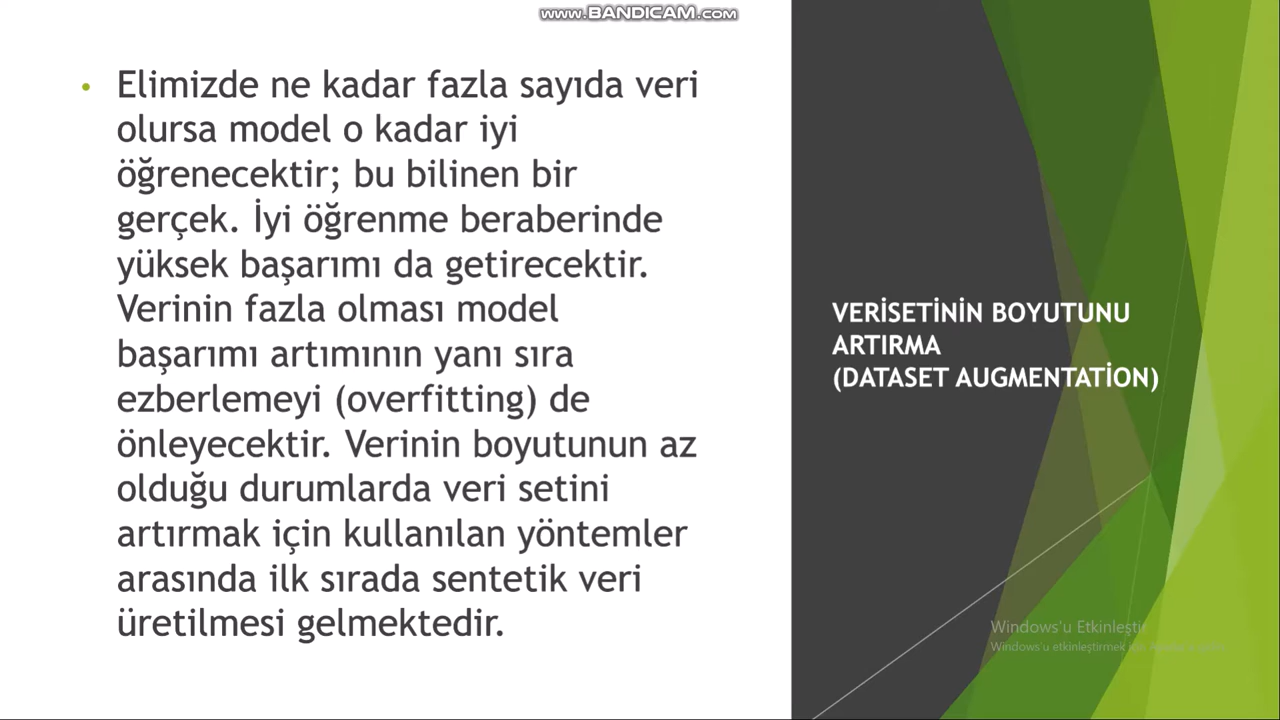 www.BANDICAM.com
• Elimizde ne kadar fazla sayıda veri
olursa model o kadar iyi
öğrenecektir; bu bilinen bir
gerçek. İyi öğrenme beraberinde
yüksek başarımı da getirecektir.
Verinin fazla olması model
başarımı artımının yanı sıra
ezberlemeyi (overfitting) de
önleyecektir. Verinin boyutunun az
olduğu durumlarda veri setini
artırmak için kullanılan yöntemler
arasında ilk sırada sentetik veri
üretilmesi gelmektedir.
VERİSETİNİN BOYUTUNU
ARTIRMA
(DATASET AUGMENTATİON)
Windows'u Etkinleştir
Windows'u etkinleştirmek için